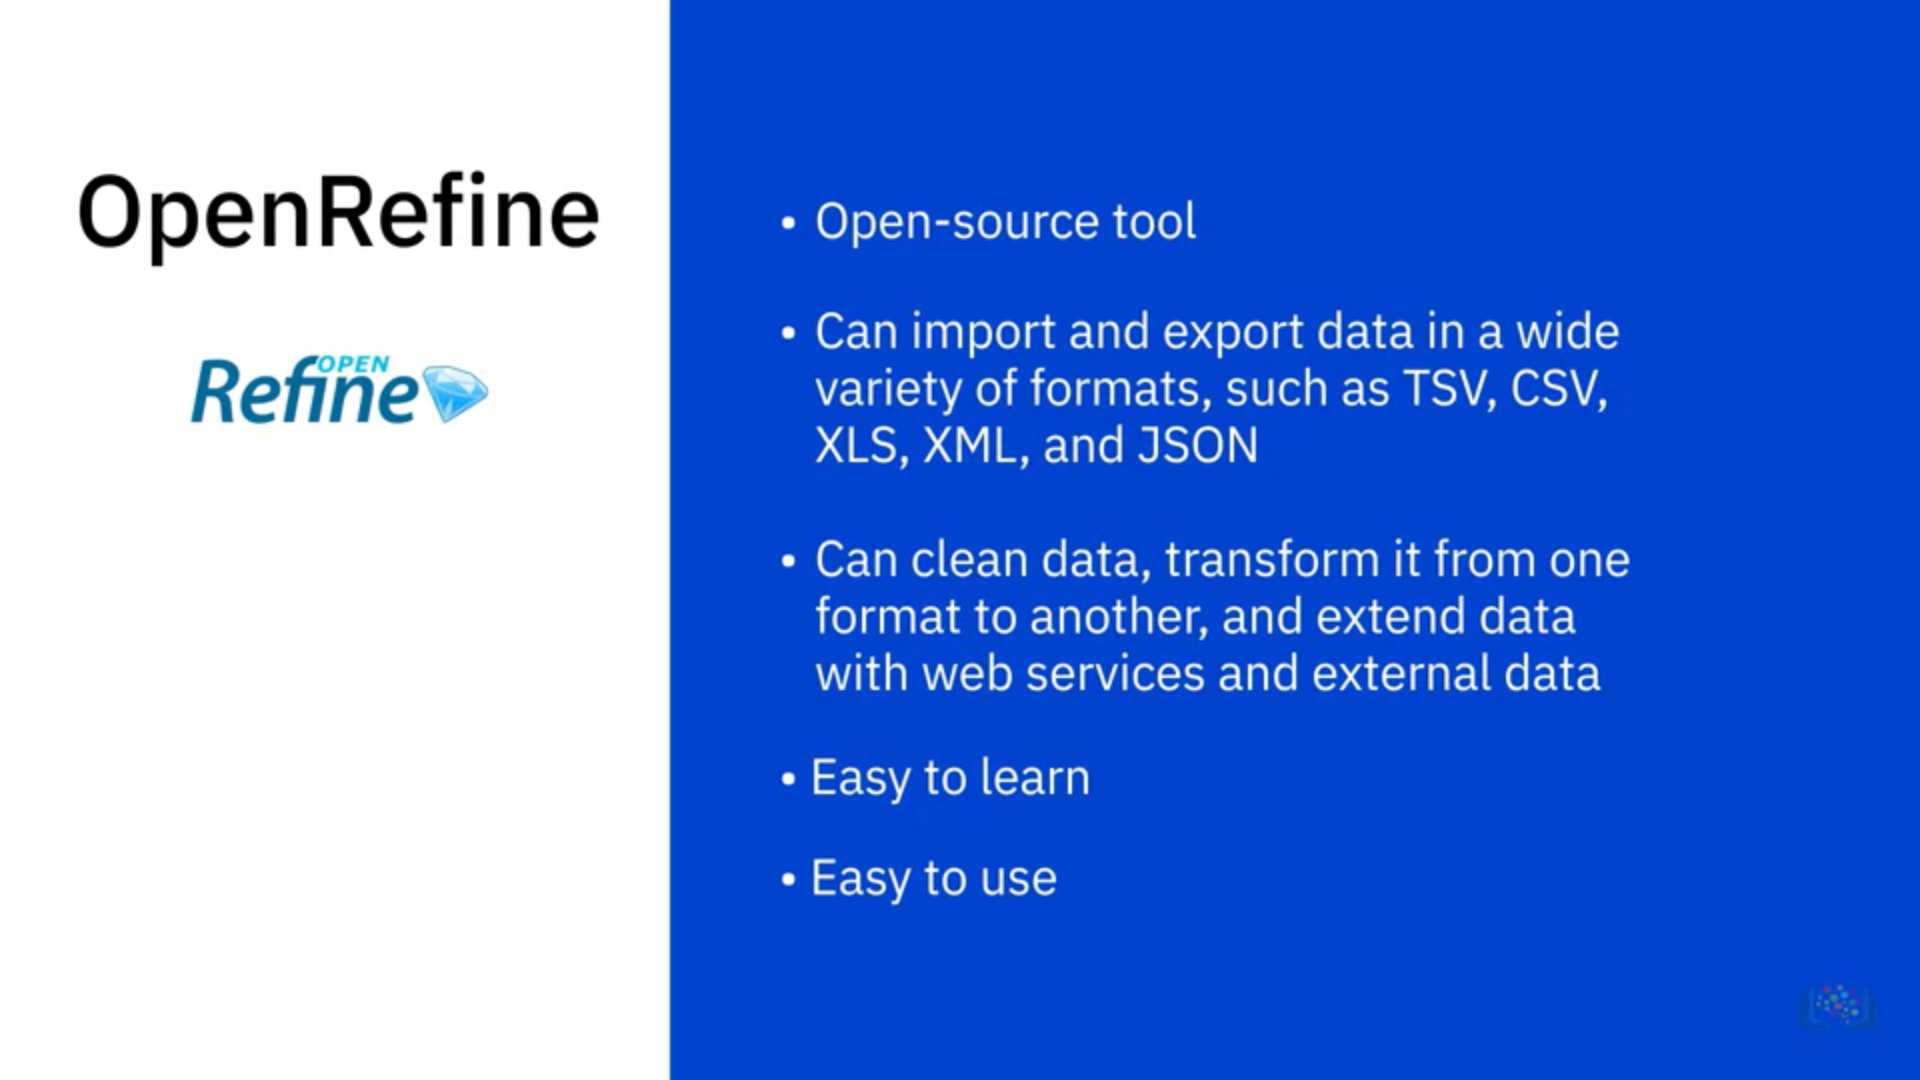 OpenRefine
OPEN
Refine
• Open-source tool
• Can import and export data in a wide
variety of formats, such as TSV, CSV,
XLS, XML, and JSON
• Can clean data, transform it from one
format to another, and extend data
with web services and external data
• Easy to learn
• Easy to use